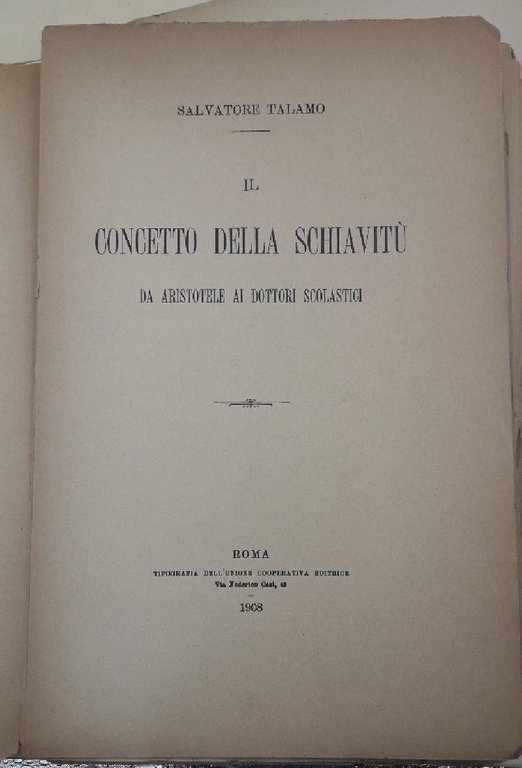 SALVATORE TALAMO
IL
CONCETTO DELLA SCHIAVITÙ
DA ARISTOTELE AI DOTTORI SCOLASTICI
ROMA
TIPOGRAFIA DELL'UNIONE COOPERATIVA EDITRICE
Via Federico Cesi, 45
1908